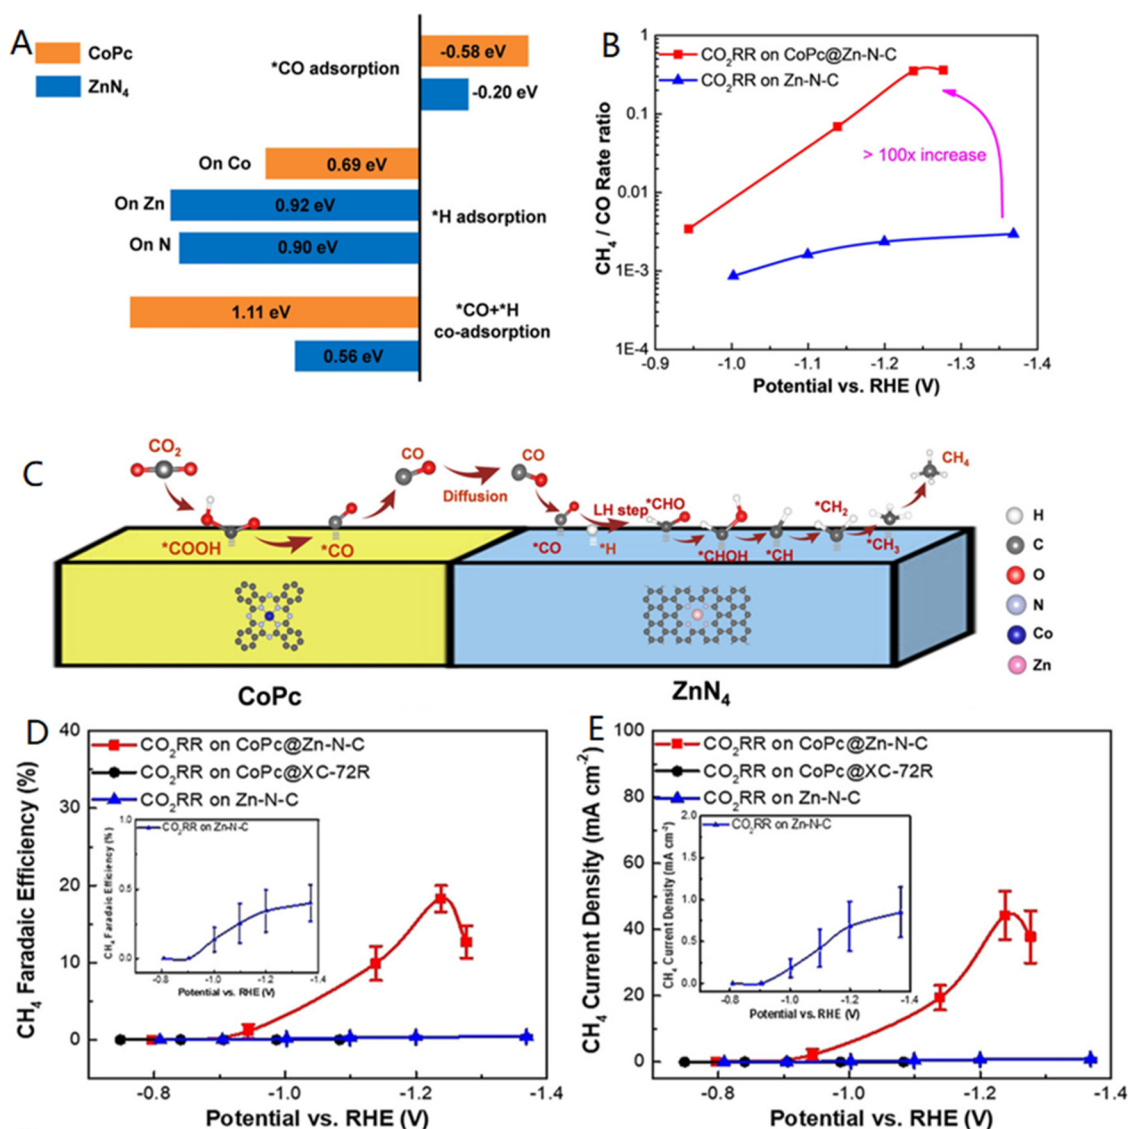 A
CoPc
ZnN4
*CO adsorption
-0.58 eV
-0.20 eV
On Co
0.69 eV
On Zn
0.92 eV
*H adsorption
On N
0.90 eV
1.11 eV
*CO+*H
co-adsorption
0.56 eV
B
CO2RR on CoPc@Zn-N-C
CO2RR on Zn-N-C
> 100x increase
CH4 / CO Rate ratio
1
0.1
0.01
1E-3
1E-4
-0.9
-1.0
-1.1
-1.2
-1.3
-1.4
Potential vs. RHE (V)
C
CO2
CO
Diffusion
CO
CH4
*COOH
*CO
*CO
*H
LH step
*CHO
*CHOH
*CH
*CH2
*CH3
H
C
O
N
Co
Zn
CoPc
ZnN4
D
CO2RR on CoPc@Zn-N-C
CO2RR on CoPc@XC-72R
CO2RR on Zn-N-C
CH4 Faradaic Efficiency (%)
40
30
20
10
0
CO2RR on Zn-N-C
CH4 Faradaic Efficiency (%)
1.0
0.5
0.0
-0.8
-1.0
-1.2
-1.4
Potential vs. RHE (V)
-0.8
-1.0
-1.2
-1.4
Potential vs. RHE (V)
E
CO2RR on CoPc@Zn-N-C
CO2RR on CoPc@XC-72R
CO2RR on Zn-N-C
CH4 Current Density (mA cm-2)
100
80
60
40
20
0
CO2RR on Zn-N-C
CH4 Current Density (mA cm-2)
2.0
1.5
1.0
0.5
0.0
-0.8
-1.0
-1.2
-1.4
Potential vs. RHE (V)
-0.8
-1.0
-1.2
-1.4
Potential vs. RHE (V)